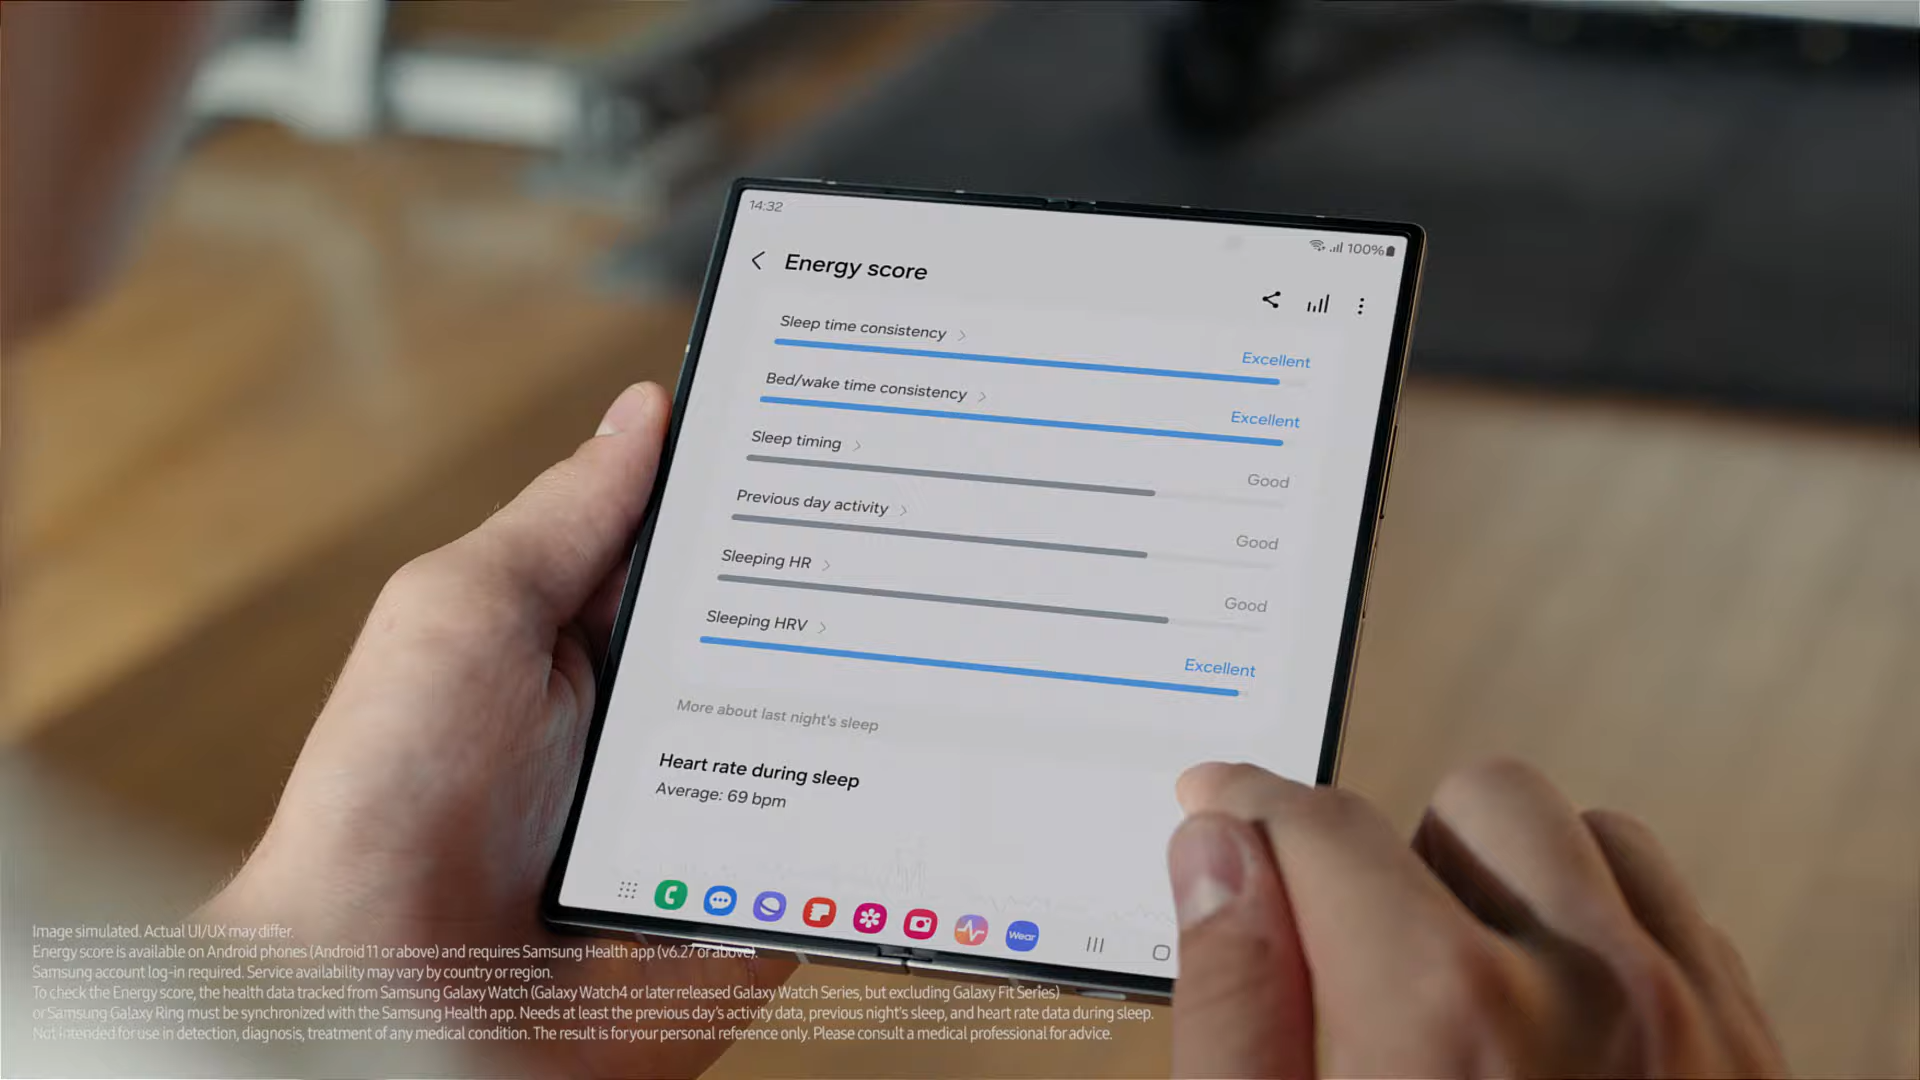 14:32
100%
Energy score
Sleep time consistency
Excellent
Bed/wake time consistency
Excellent
Sleep timing
Good
Previous day activity
Good
Sleeping HR
Good
Sleeping HRV
Excellent
More about last night's sleep
Heart rate during sleep
Average: 69 bpm
Wear
Image simulated. Actual UI/UX may differ.
Energy score is available on Android phones (Android 11 or above) and requires Samsung Health app (v6.27 or above).
Samsung account log-in required. Service availability may vary by country or region.
To check the Energy score, the health data tracked from Samsung Galaxy Watch (Galaxy Watch4 or later released Galaxy Watch Series, but excluding Galaxy Fit Series)
or Samsung Galaxy Ring must be synchronized with the Samsung Health app. Needs at least the previous day's activity data, previous night's sleep, and heart rate data during sleep.
Not intended for use in detection, diagnosis, treatment of any medical condition. The result is for your personal reference only. Please consult a medical professional for advice.